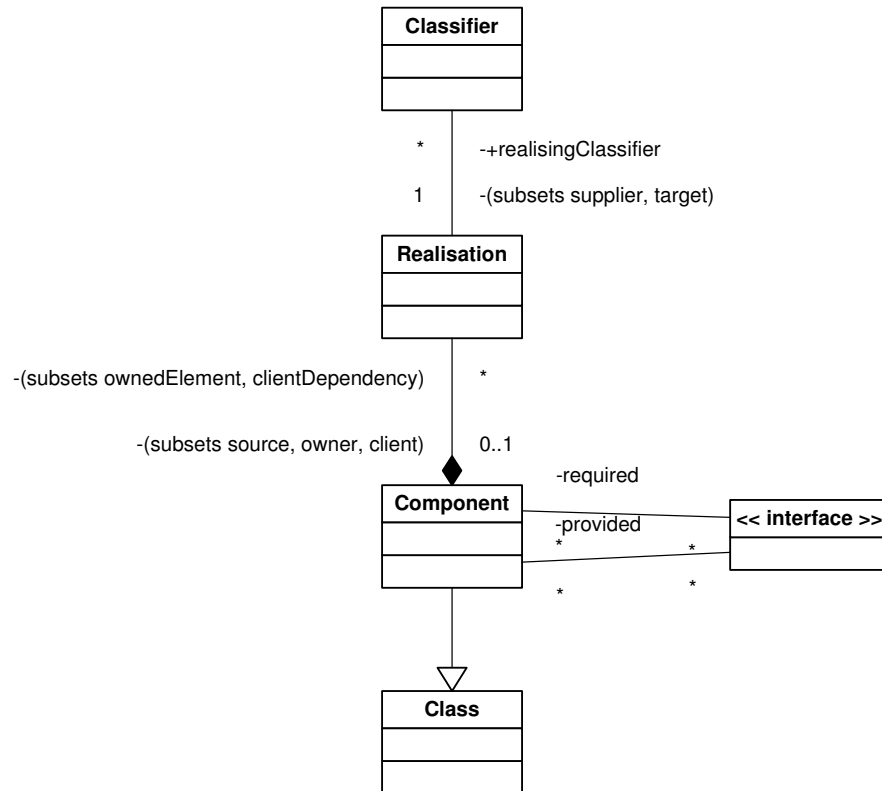 Classifier
* -+realisingClassifier
1 -(subsets supplier, target)
Realisation
-(subsets ownedElement, clientDependency) *
-(subsets source, owner, client) 0..1
-required
Component
<< interface >>
-provided
* *
* *
Class